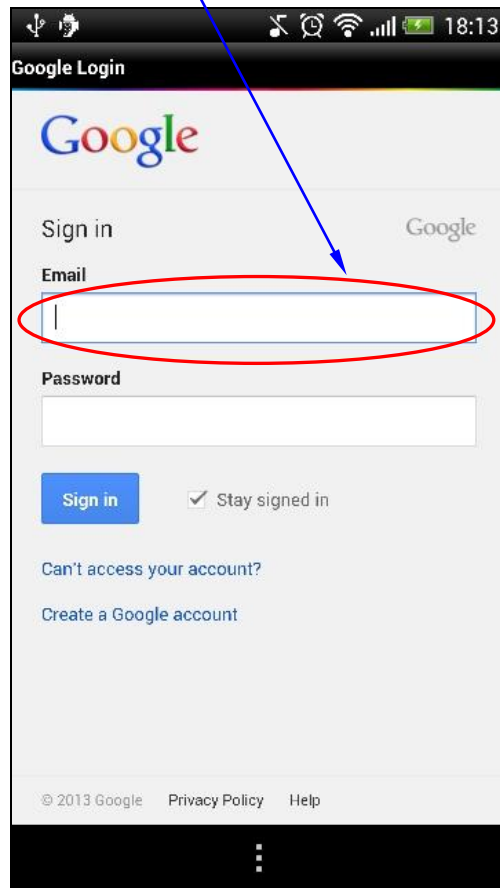 18:13
Google Login
Google
Sign in Google
Email
Password
Sign in Stay signed in
Can't access your account?
Create a Google account
© 2013 Google Privacy Policy Help